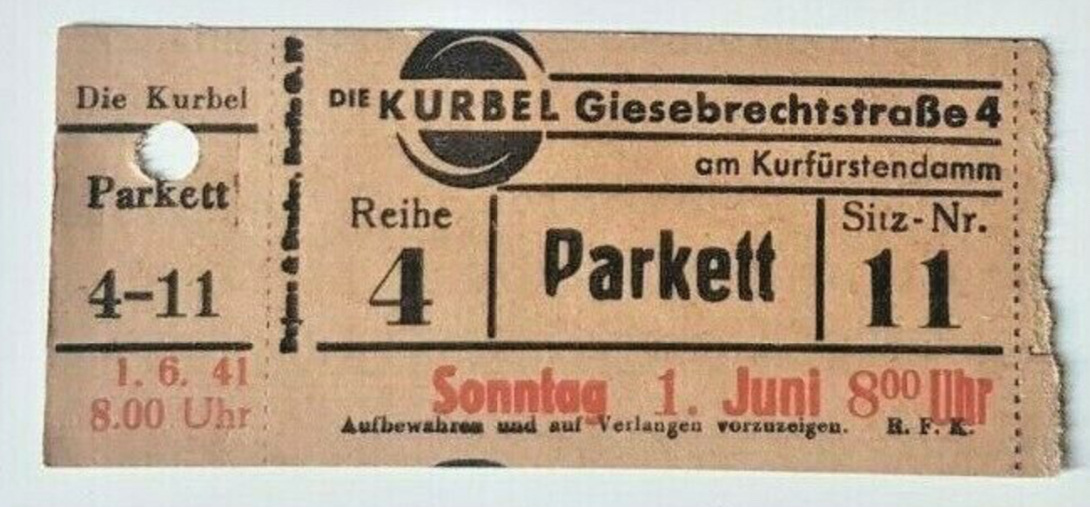 Die Kurbel
Parkett
4-11
1. 6. 41
8.00 Uhr
DIE KURBEL Giesebrechtstraße 4
am Kurfürstendamm
Reihe
4
Parkett
Sitz-Nr.
11
Sonntag 1. Juni 8⁰⁰ Uhr
Aufbewahren und auf Verlangen vorzuzeigen. R. F. K.